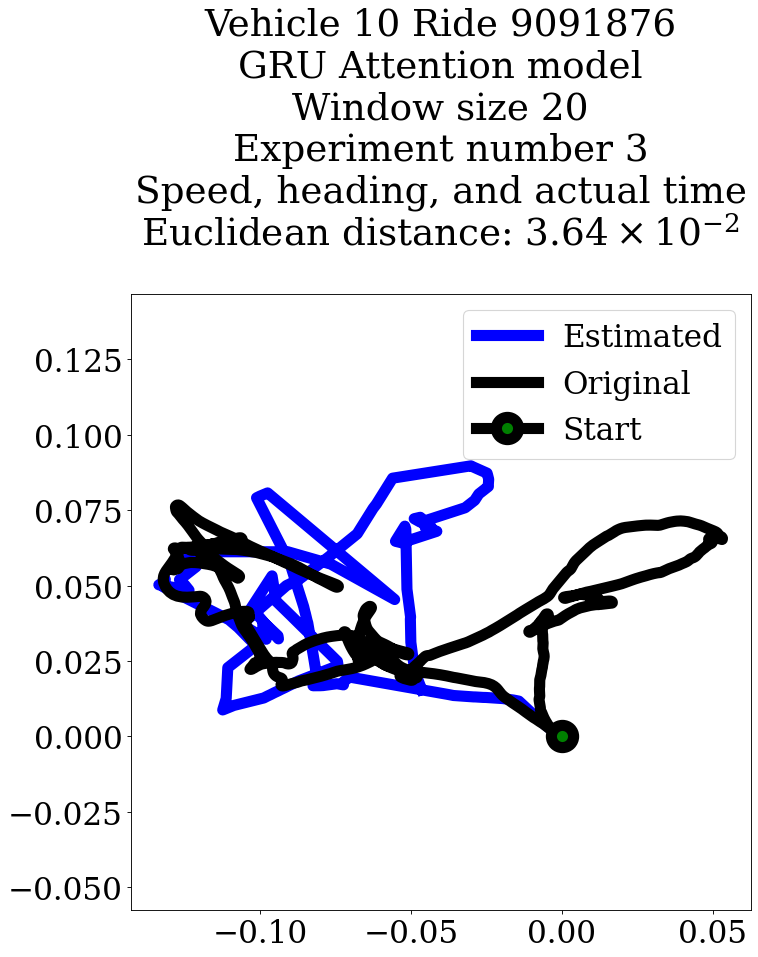 Vehicle 10 Ride 9091876
GRU Attention model
Window size 20
Experiment number 3
Speed, heading, and actual time
Euclidean distance: 3.64 × 10⁻²
Estimated
Original
Start
0.125
0.100
0.075
0.050
0.025
0.000
−0.025
−0.050
−0.10
−0.05
0.00
0.05